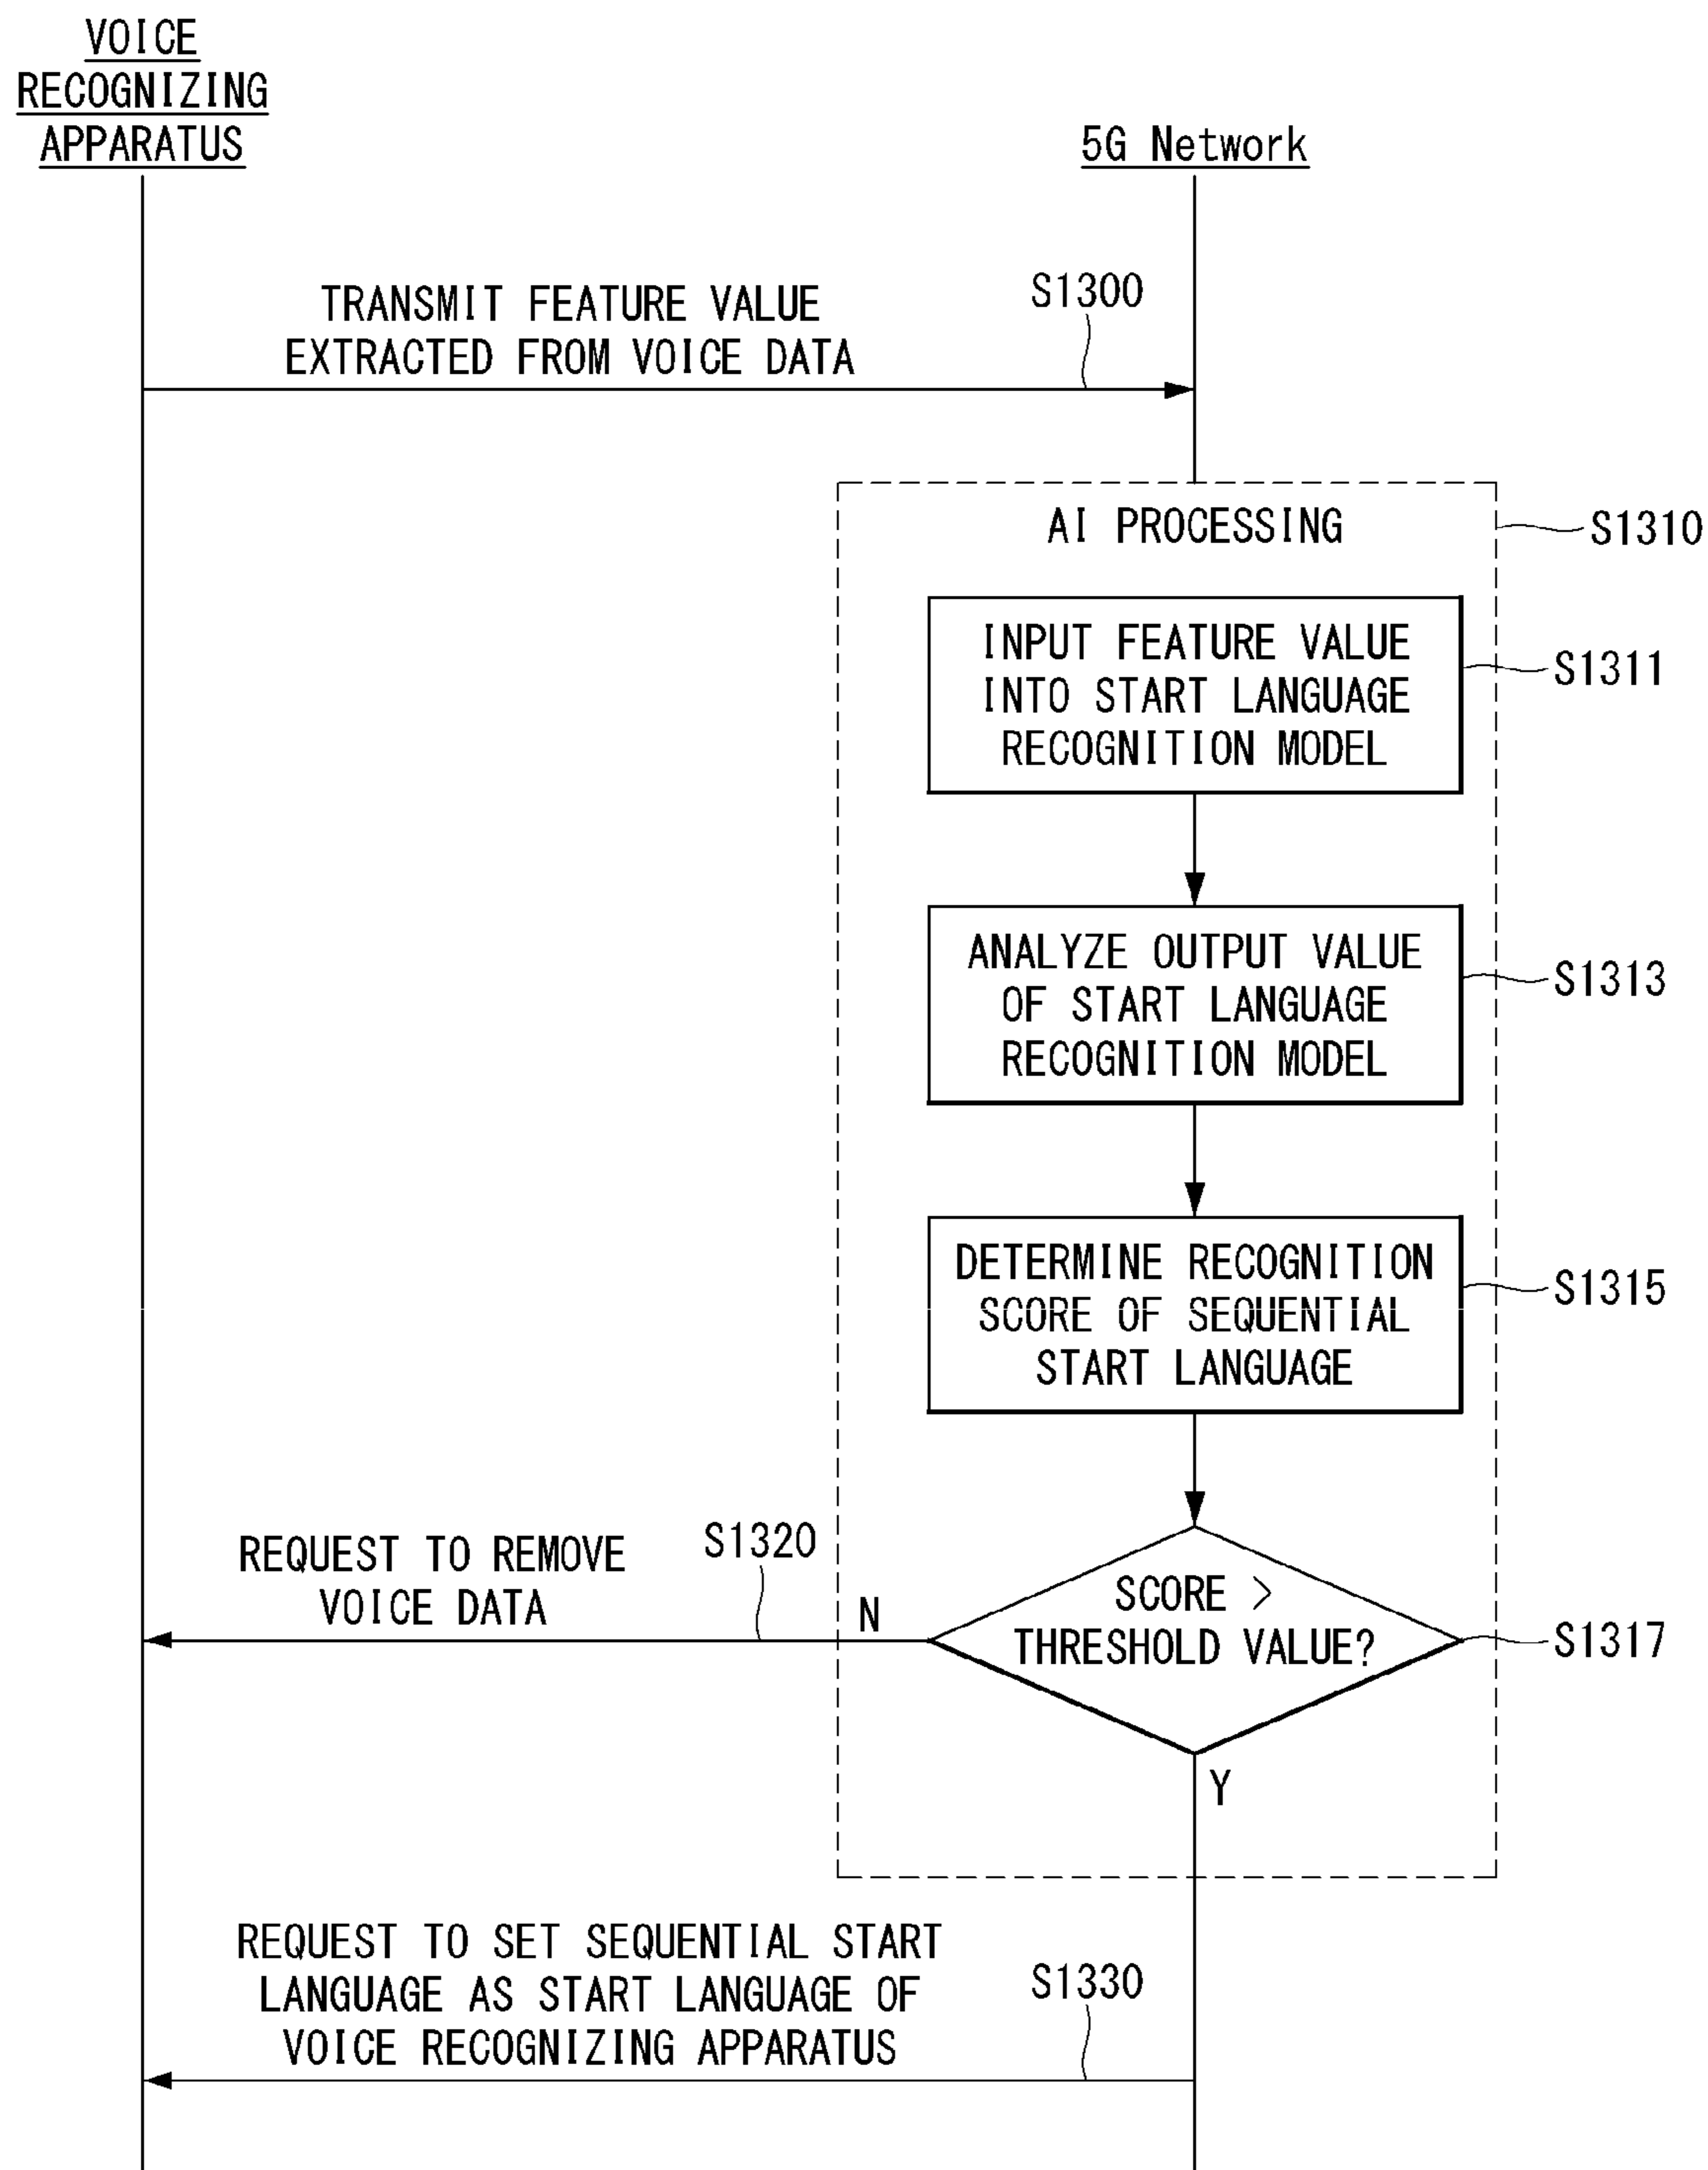 VOICE
RECOGNIZING
APPARATUS
5G Network
TRANSMIT FEATURE VALUE
EXTRACTED FROM VOICE DATA
S1300
AI PROCESSING
S1310
INPUT FEATURE VALUE
INTO START LANGUAGE
RECOGNITION MODEL
S1311
ANALYZE OUTPUT VALUE
OF START LANGUAGE
RECOGNITION MODEL
S1313
DETERMINE RECOGNITION
SCORE OF SEQUENTIAL
START LANGUAGE
S1315
REQUEST TO REMOVE
VOICE DATA
S1320
N
SCORE >
THRESHOLD VALUE?
S1317
Y
REQUEST TO SET SEQUENTIAL START
LANGUAGE AS START LANGUAGE OF
VOICE RECOGNIZING APPARATUS
S1330